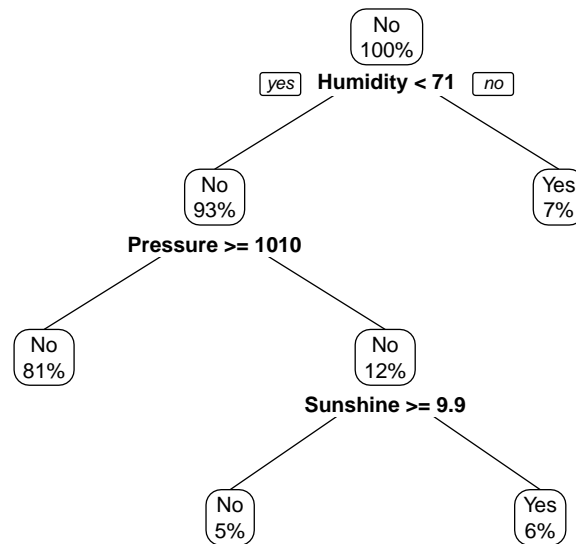 No
100%
yes Humidity < 71 no
No
93%
Yes
7%
Pressure >= 1010
No
81%
No
12%
Sunshine >= 9.9
No
5%
Yes
6%